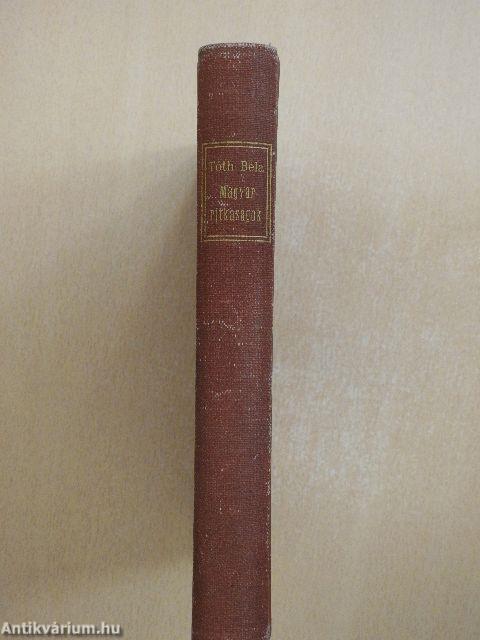 Tóth Béla
Magyar
ritkaságok
Antikvárium.hu